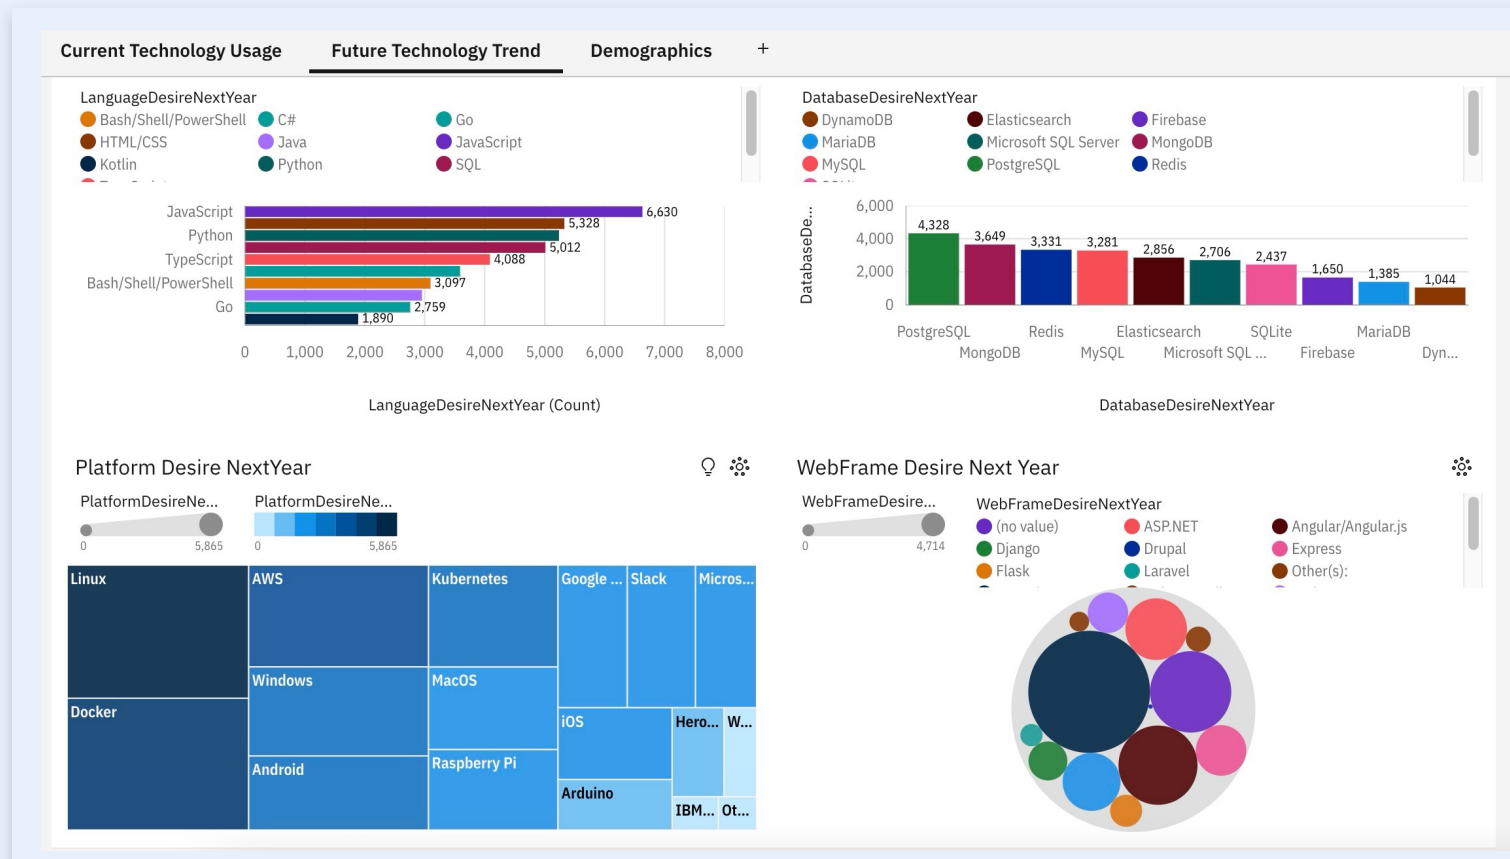 Current Technology Usage Future Technology Trend Demographics +
LanguageDesireNextYear
Bash/Shell/PowerShell C# Go
HTML/CSS Java JavaScript
Kotlin Python SQL
JavaScript 6,630
5,328
Python
5,012
TypeScript 4,088
Bash/Shell/PowerShell 3,097
Go 2,759
1,890
0 1,000 2,000 3,000 4,000 5,000 6,000 7,000 8,000
LanguageDesireNextYear (Count)
DatabaseDesireNextYear
DynamoDB Elasticsearch Firebase
MariaDB Microsoft SQL Server MongoDB
MySQL PostgreSQL Redis
DatabaseDe...
6,000
4,000
2,000
0
4,328 3,649 3,331 3,281 2,856 2,706 2,437 1,650 1,385 1,044
PostgreSQL Redis Elasticsearch SQLite MariaDB
MongoDB MySQL Microsoft SQL ... Firebase Dyn...
DatabaseDesireNextYear
Platform Desire NextYear
PlatformDesireNe... PlatformDesireNe...
0 5,865 0 5,865
Linux AWS Kubernetes Google ... Slack Micros...
Windows MacOS
Docker iOS Hero... W...
Android Raspberry Pi
Arduino IBM... Ot...
WebFrame Desire Next Year
WebFrameDesire... WebFrameDesireNextYear
0 4,714
(no value) ASP.NET Angular/Angular.js
Django Drupal Express
Flask Laravel Other(s):